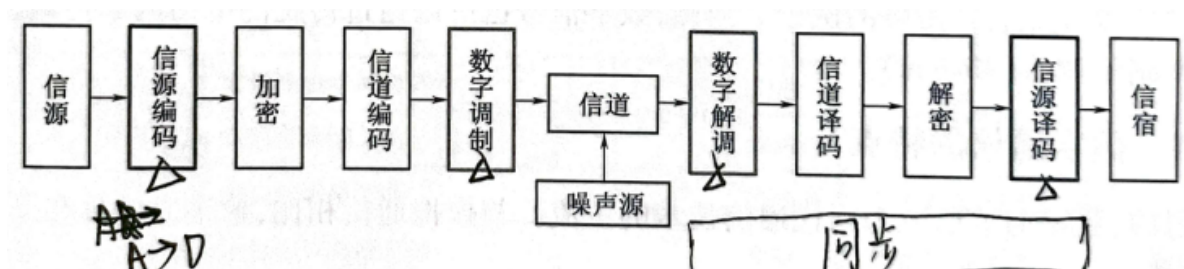 信源
信源编码
加密
信道编码
数字调制
信道
噪声源
数字解调
信道译码
解密
信源译码
信宿
A→D
同步